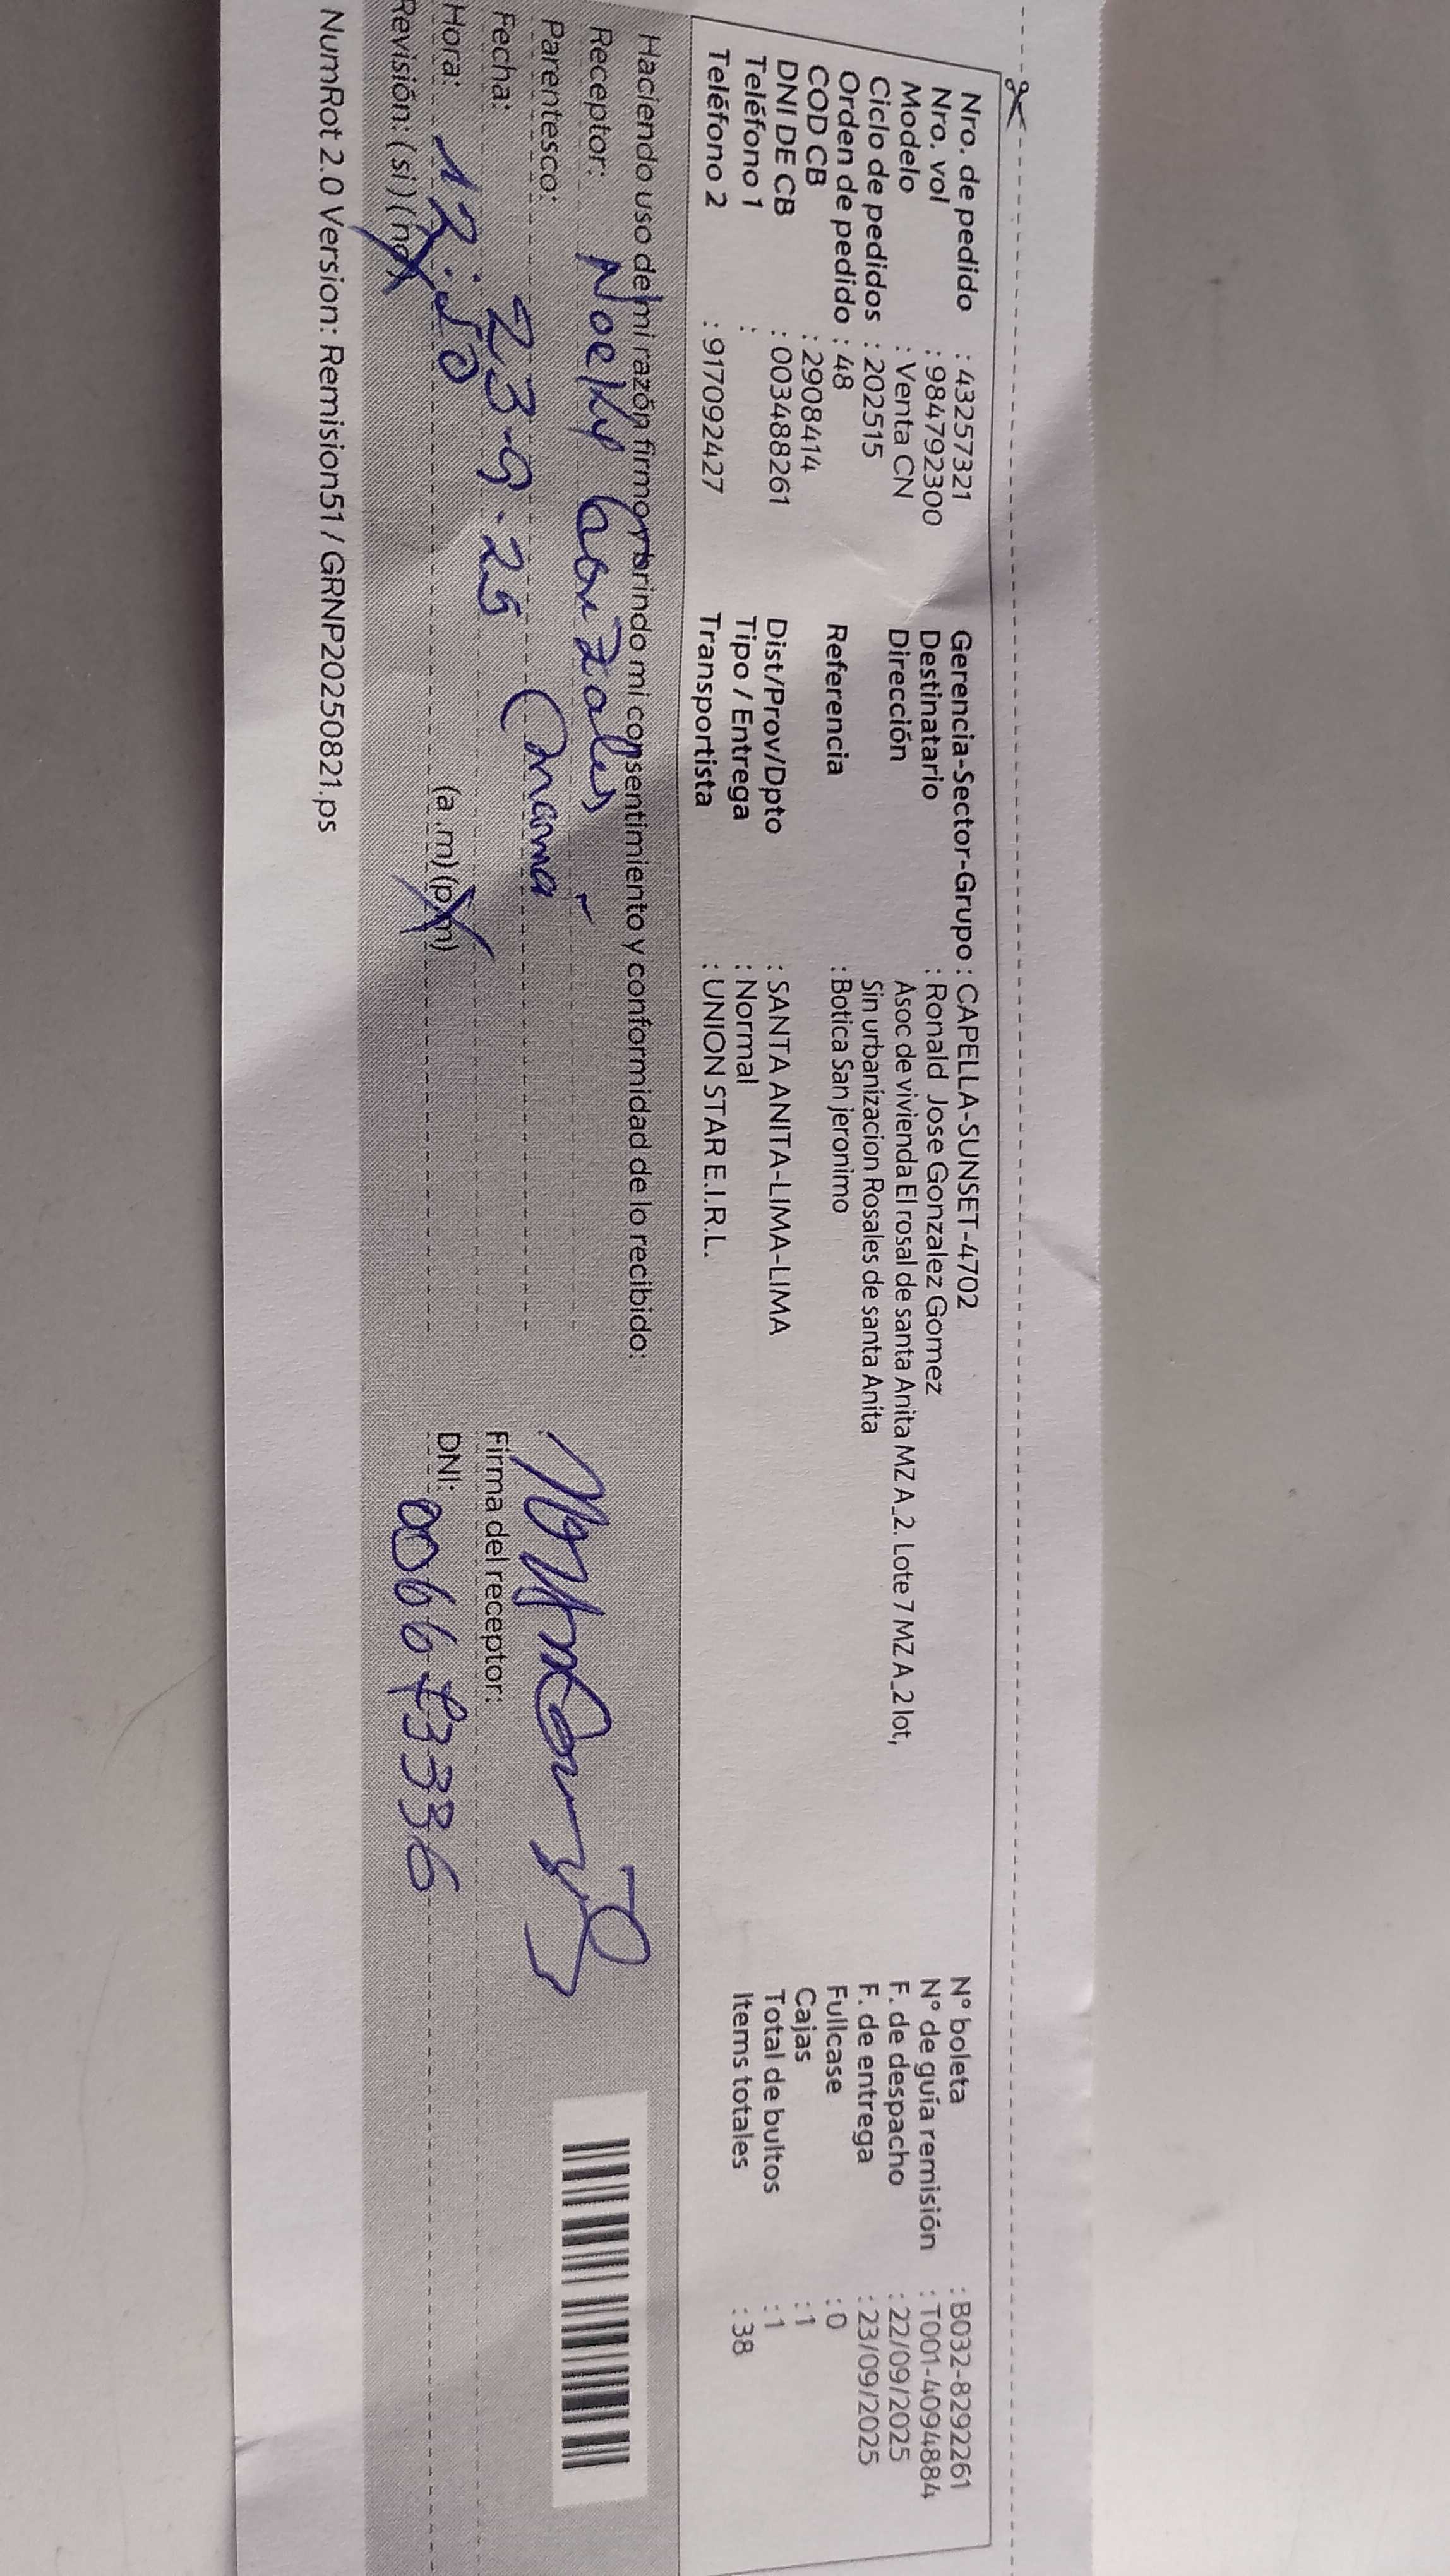 Nro. de pedido : 43257321
Nro. vol : 984792300
Modelo : Venta CN
Ciclo de pedidos : 202515
Orden de pedido : 48
COD CB : 2908414
DNI DE CB : 003488261
Teléfono 1 :
Teléfono 2 : 917092427
Gerencia-Sector-Grupo : CAPELLA-SUNSET-4702
Destinatario : Ronald Jose Gonzalez Gomez
Dirección Asoc de vivienda El rosal de santa Anita MZ A_2. Lote 7 MZ A_2 lot,
Sin urbanizacion Rosales de santa Anita
Referencia : Botica San jeronimo
Dist/Prov/Dpto : SANTA ANITA-LIMA-LIMA
Tipo / Entrega : Normal
Transportista : UNION STAR E.I.R.L.
N° boleta : B032-8292261
N° de guía remisión : T001-4094884
F. de despacho : 22/09/2025
F. de entrega : 23/09/2025
Fullcase : 0
Cajas : 1
Total de bultos : 1
Items totales : 38
Haciendo uso de mi razón firmo y brindo mi consentimiento y conformidad de lo recibido:
Receptor: Noelhy Gonzales
Parentesco: (mamá
Fecha: 23-9-25
Hora: 12:50 (a .m) (p.m)
Revisión: ( si ) ( no )
Firma del receptor:
DNI: 006673336
NumRot 2.0 Version: Remision51 / GRNP20250821.ps